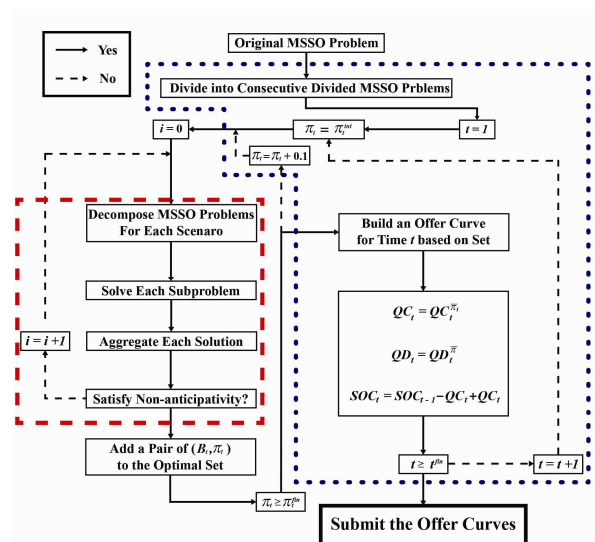 Yes
No
Original MSSO Problem
Divide into Consecutive Divided MSSO Prblems
i = 0
π_t = π_t^int
t = 1
π_t = π_t + 0.1
Decompose MSSO Problems
For Each Scenaro
Solve Each Subproblem
Aggregate Each Solution
i = i +1
Satisfy Non-anticipativity?
Add a Pair of (B_t, π_t)
to the Optimal Set
π_t ≥ π_t^fin
Build an Offer Curve
for Time t based on Set
QC_t = QC_t^π̄_t
QD_t = QD_t^π̄
SOC_t = SOC_t - 1 – QC_t + QC_t
t ≥ t^fin
t = t +1
Submit the Offer Curves